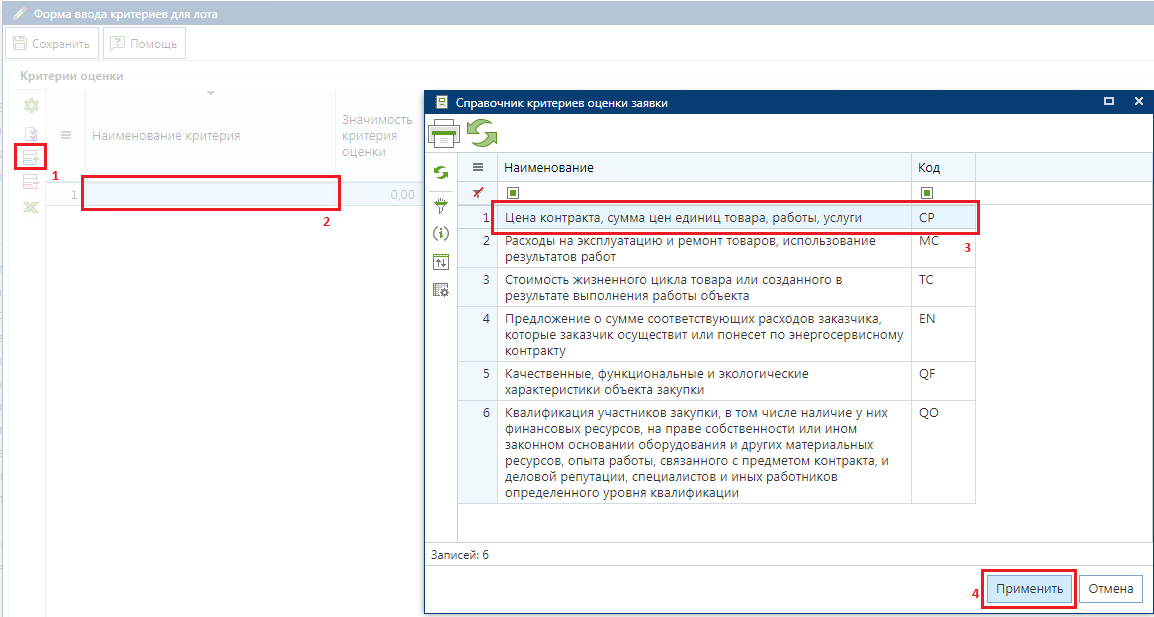 Форма ввода критериев для лота
Сохранить
Помощь
Критерии оценки
Наименование критерия
Значимость
критерия
оценки
1
1
0,00
2
Справочник критериев оценки заявки
Наименование
Код
1
Цена контракта, сумма цен единиц товара, работы, услуги
CP
2
Расходы на эксплуатацию и ремонт товаров, использование
результатов работ
MC
3
3
Стоимость жизненного цикла товара или созданного в
результате выполнения работы объекта
TC
4
Предложение о сумме соответствующих расходов заказчика,
которые заказчик осуществит или понесет по энергосервисному
контракту
EN
5
Качественные, функциональные и экологические
характеристики объекта закупки
QF
6
Квалификация участников закупки, в том числе наличие у них
финансовых ресурсов, на праве собственности или ином
законном основании оборудования и других материальных
ресурсов, опыта работы, связанного с предметом контракта, и
деловой репутации, специалистов и иных работников
определенного уровня квалификации
QO
Записей: 6
4
Применить
Отмена